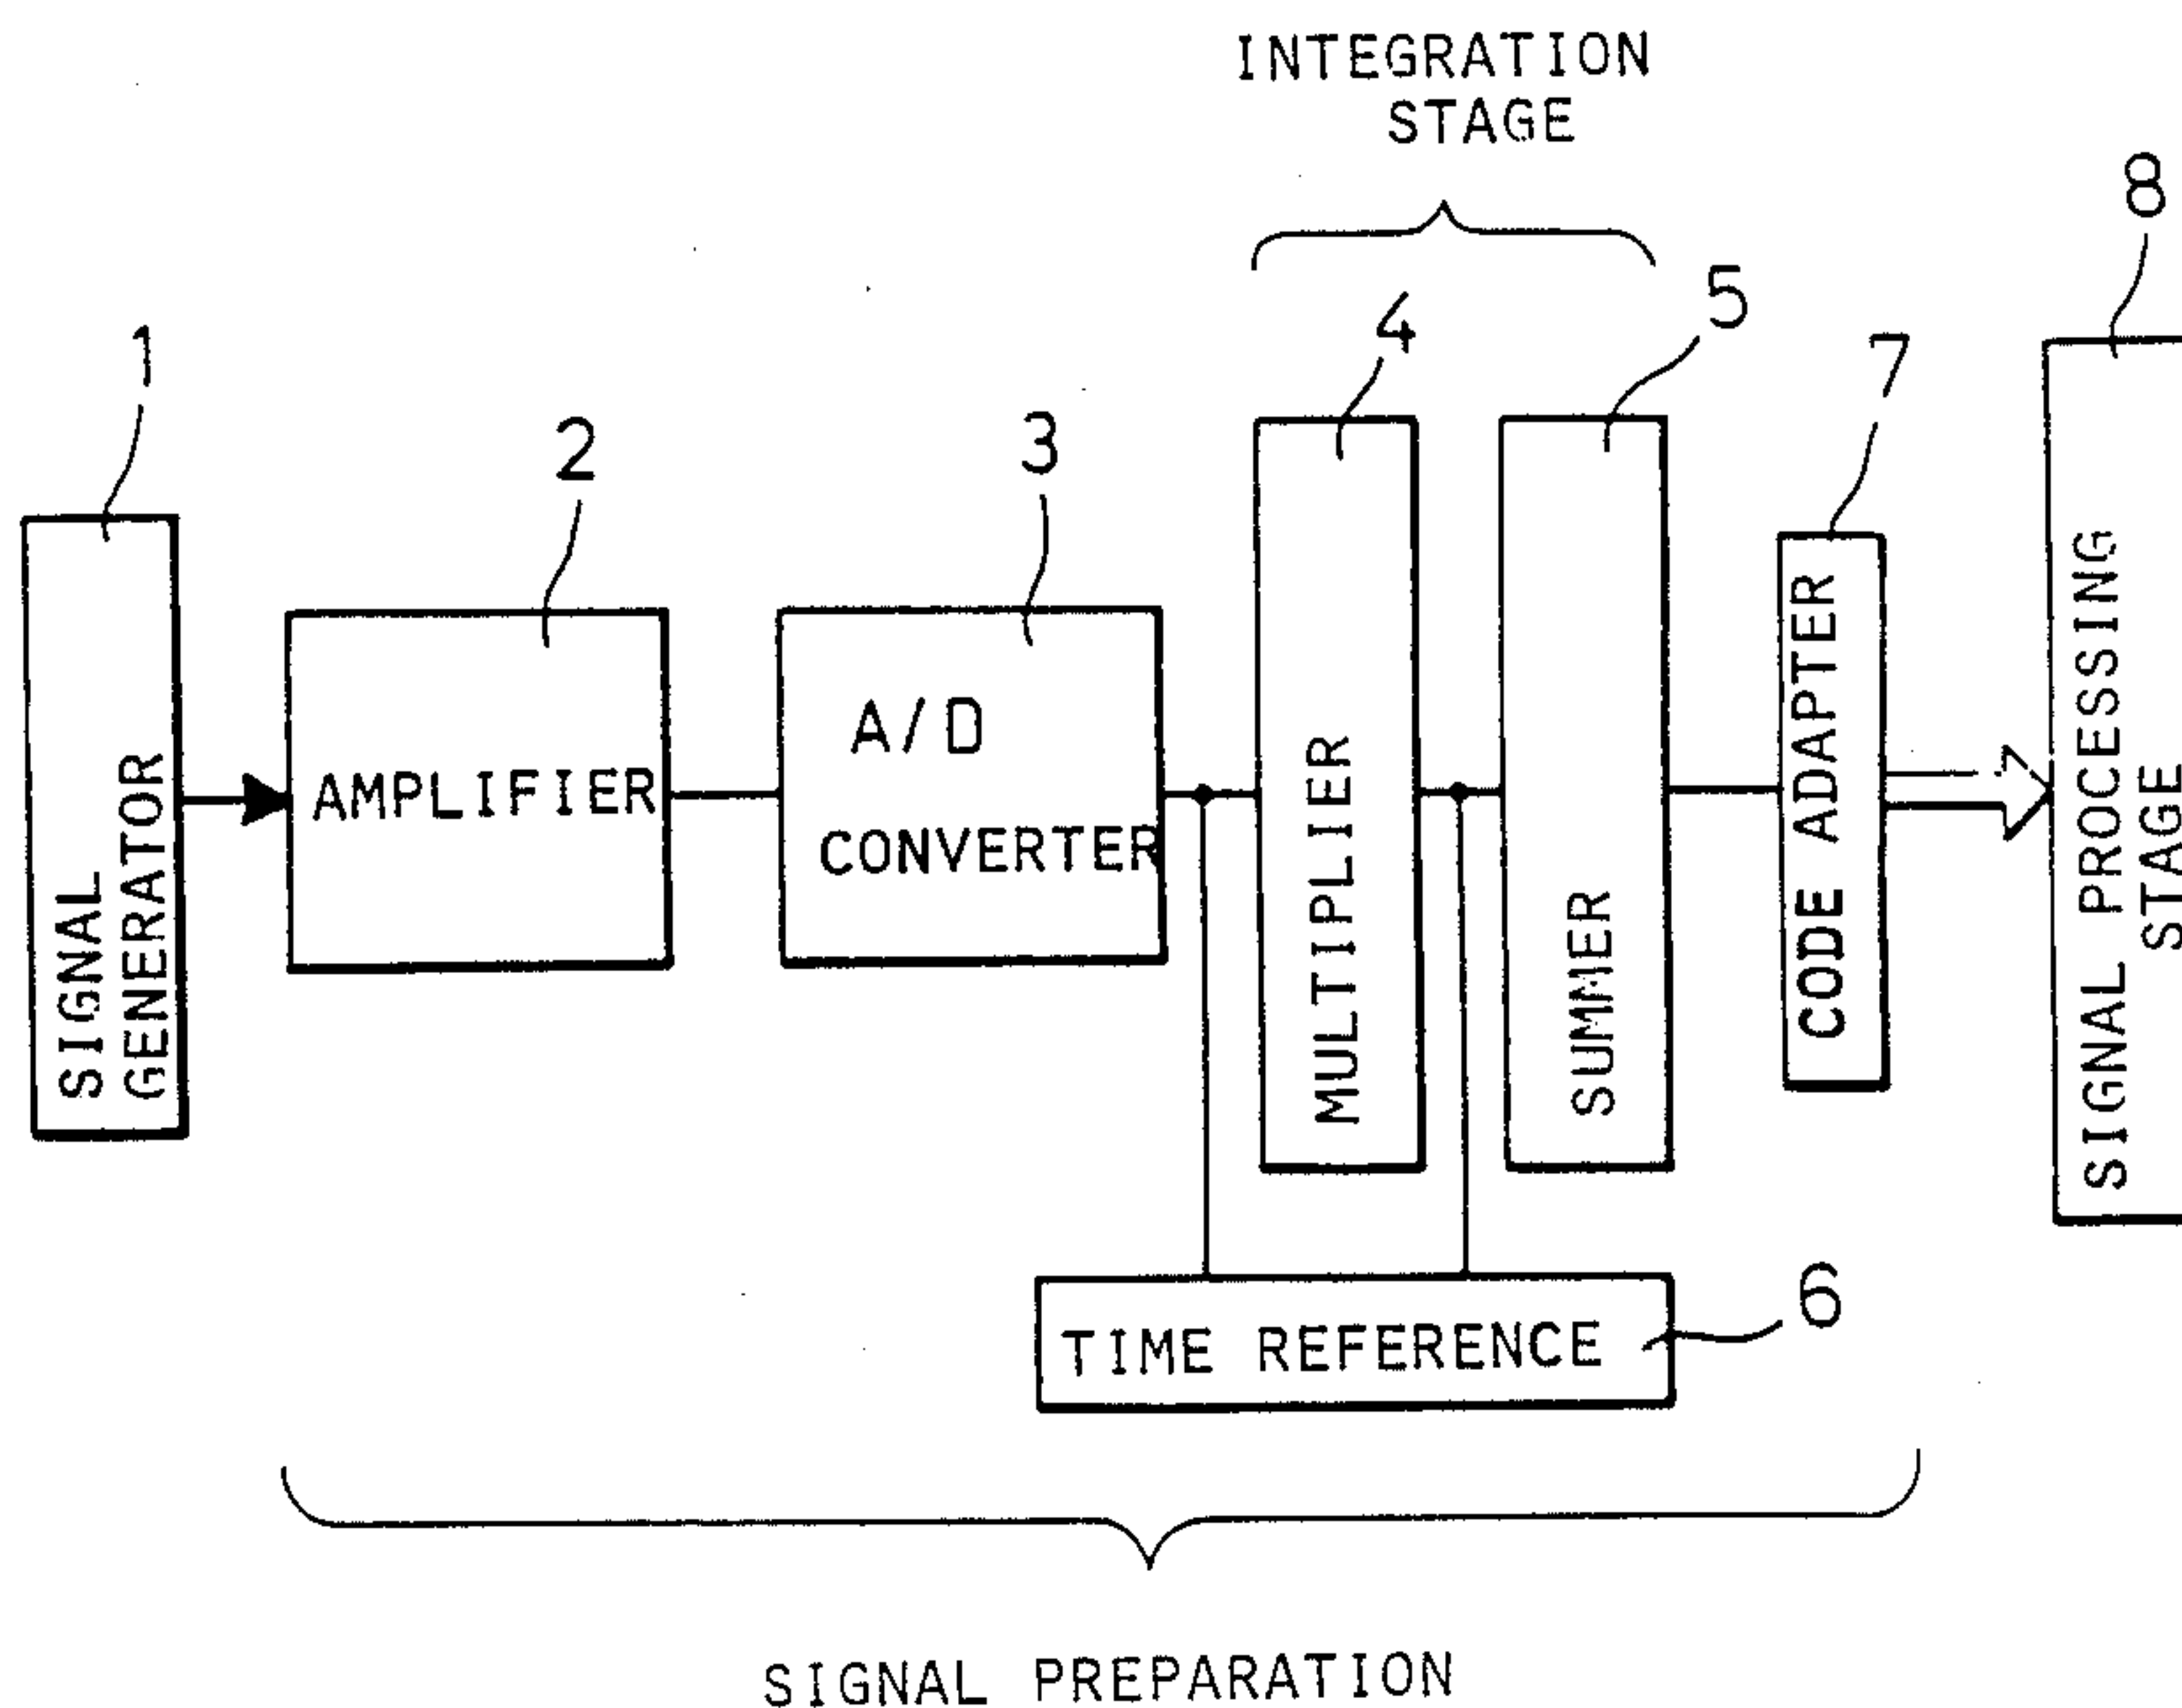 INTEGRATION
STAGE
8
5
4
1
7
2
3
SIGNAL
GENERATOR
AMPLIFIER
A/D
CONVERTER
MULTIPLIER
SUMMER
CODE ADAPTER
SIGNAL PROCESSING
STAGE
6
TIME REFERENCE
SIGNAL PREPARATION